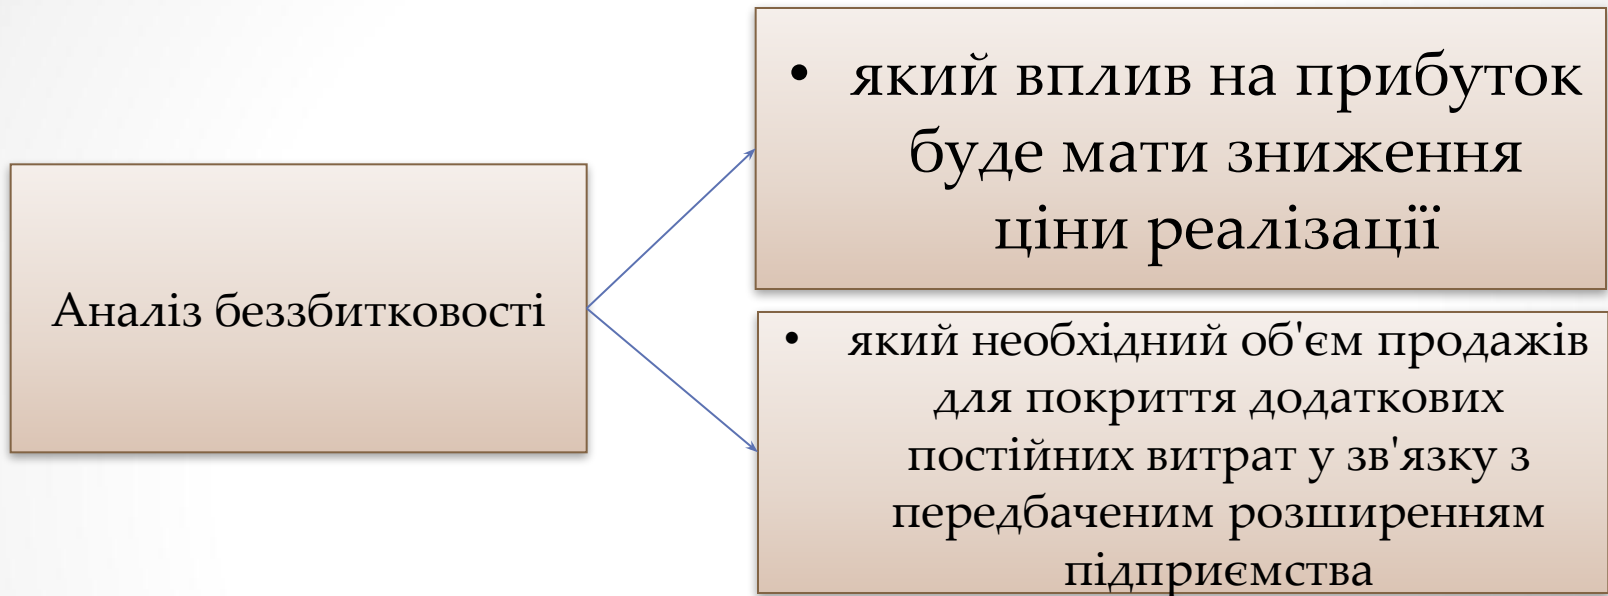 Аналіз беззбитковості
• який вплив на прибуток
буде мати зниження
ціни реалізації
• який необхідний об'єм продажів
для покриття додаткових
постійних витрат у зв'язку з
передбаченим розширенням
підприємства